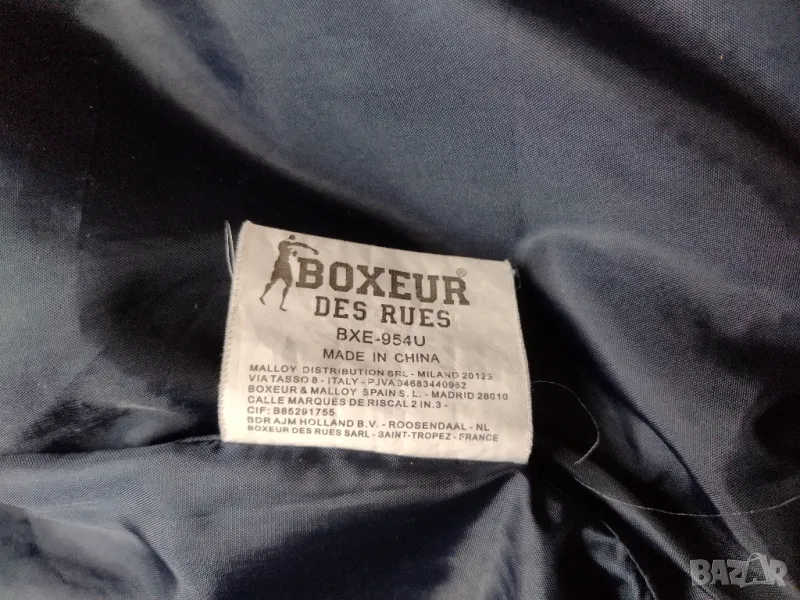 BOXEUR®
DES RUES
BXE-954U
MADE IN CHINA
MALLOY DISTRIBUTION SRL - MILANO 20123
VIA TASSO 8 - ITALY - P.IVA 04683440962
BOXEUR & MALLOY SPAIN S.L. - MADRID 28010
CALLE MARQUÉS DE RISCAL 2 IN.3 -
CIF: B85291755
BDR AJM HOLLAND B.V. - ROOSENDAAL - NL
BOXEUR DES RUES SARL - SAINT-TROPEZ - FRANCE
BAZAR